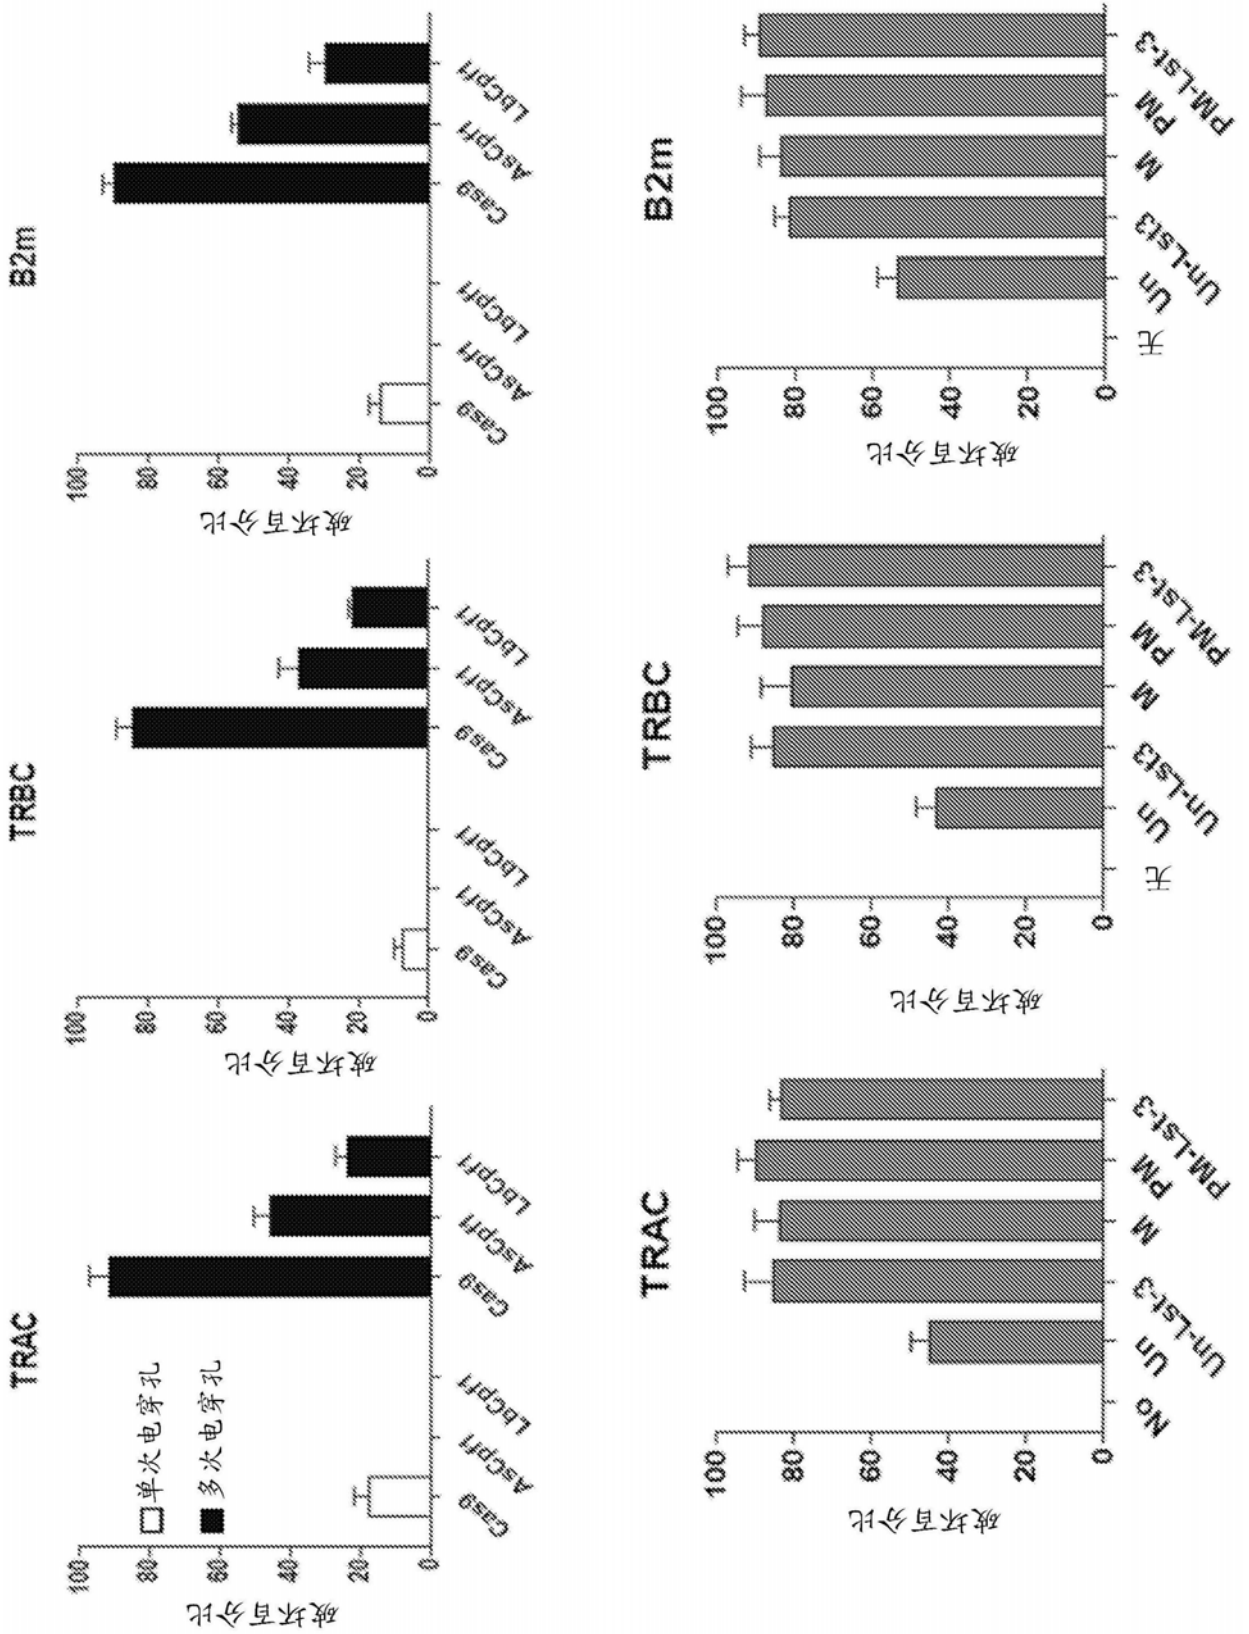 TRAC
100
80
60
40
20
0
破坏百分比
单次电穿孔
多次电穿孔
Cas9
AsCpf1
LbCpf1
Cas9
AsCpf1
LbCpf1
TRBC
100
80
60
40
20
0
破坏百分比
Cas9
AsCpf1
LbCpf1
Cas9
AsCpf1
LbCpf1
B2m
100
80
60
40
20
0
破坏百分比
Cas9
AsCpf1
LbCpf1
Cas9
AsCpf1
LbCpf1
TRAC
100
80
60
40
20
0
破坏百分比
No
Un
Un-Lst-3
M
PM
PM-Lst-3
TRBC
100
80
60
40
20
0
破坏百分比
无
Un
Un-Lst3
M
PM
PM-Lst-3
B2m
100
80
60
40
20
0
破坏百分比
无
Un
Un-Lst3
M
PM
PM-Lst-3